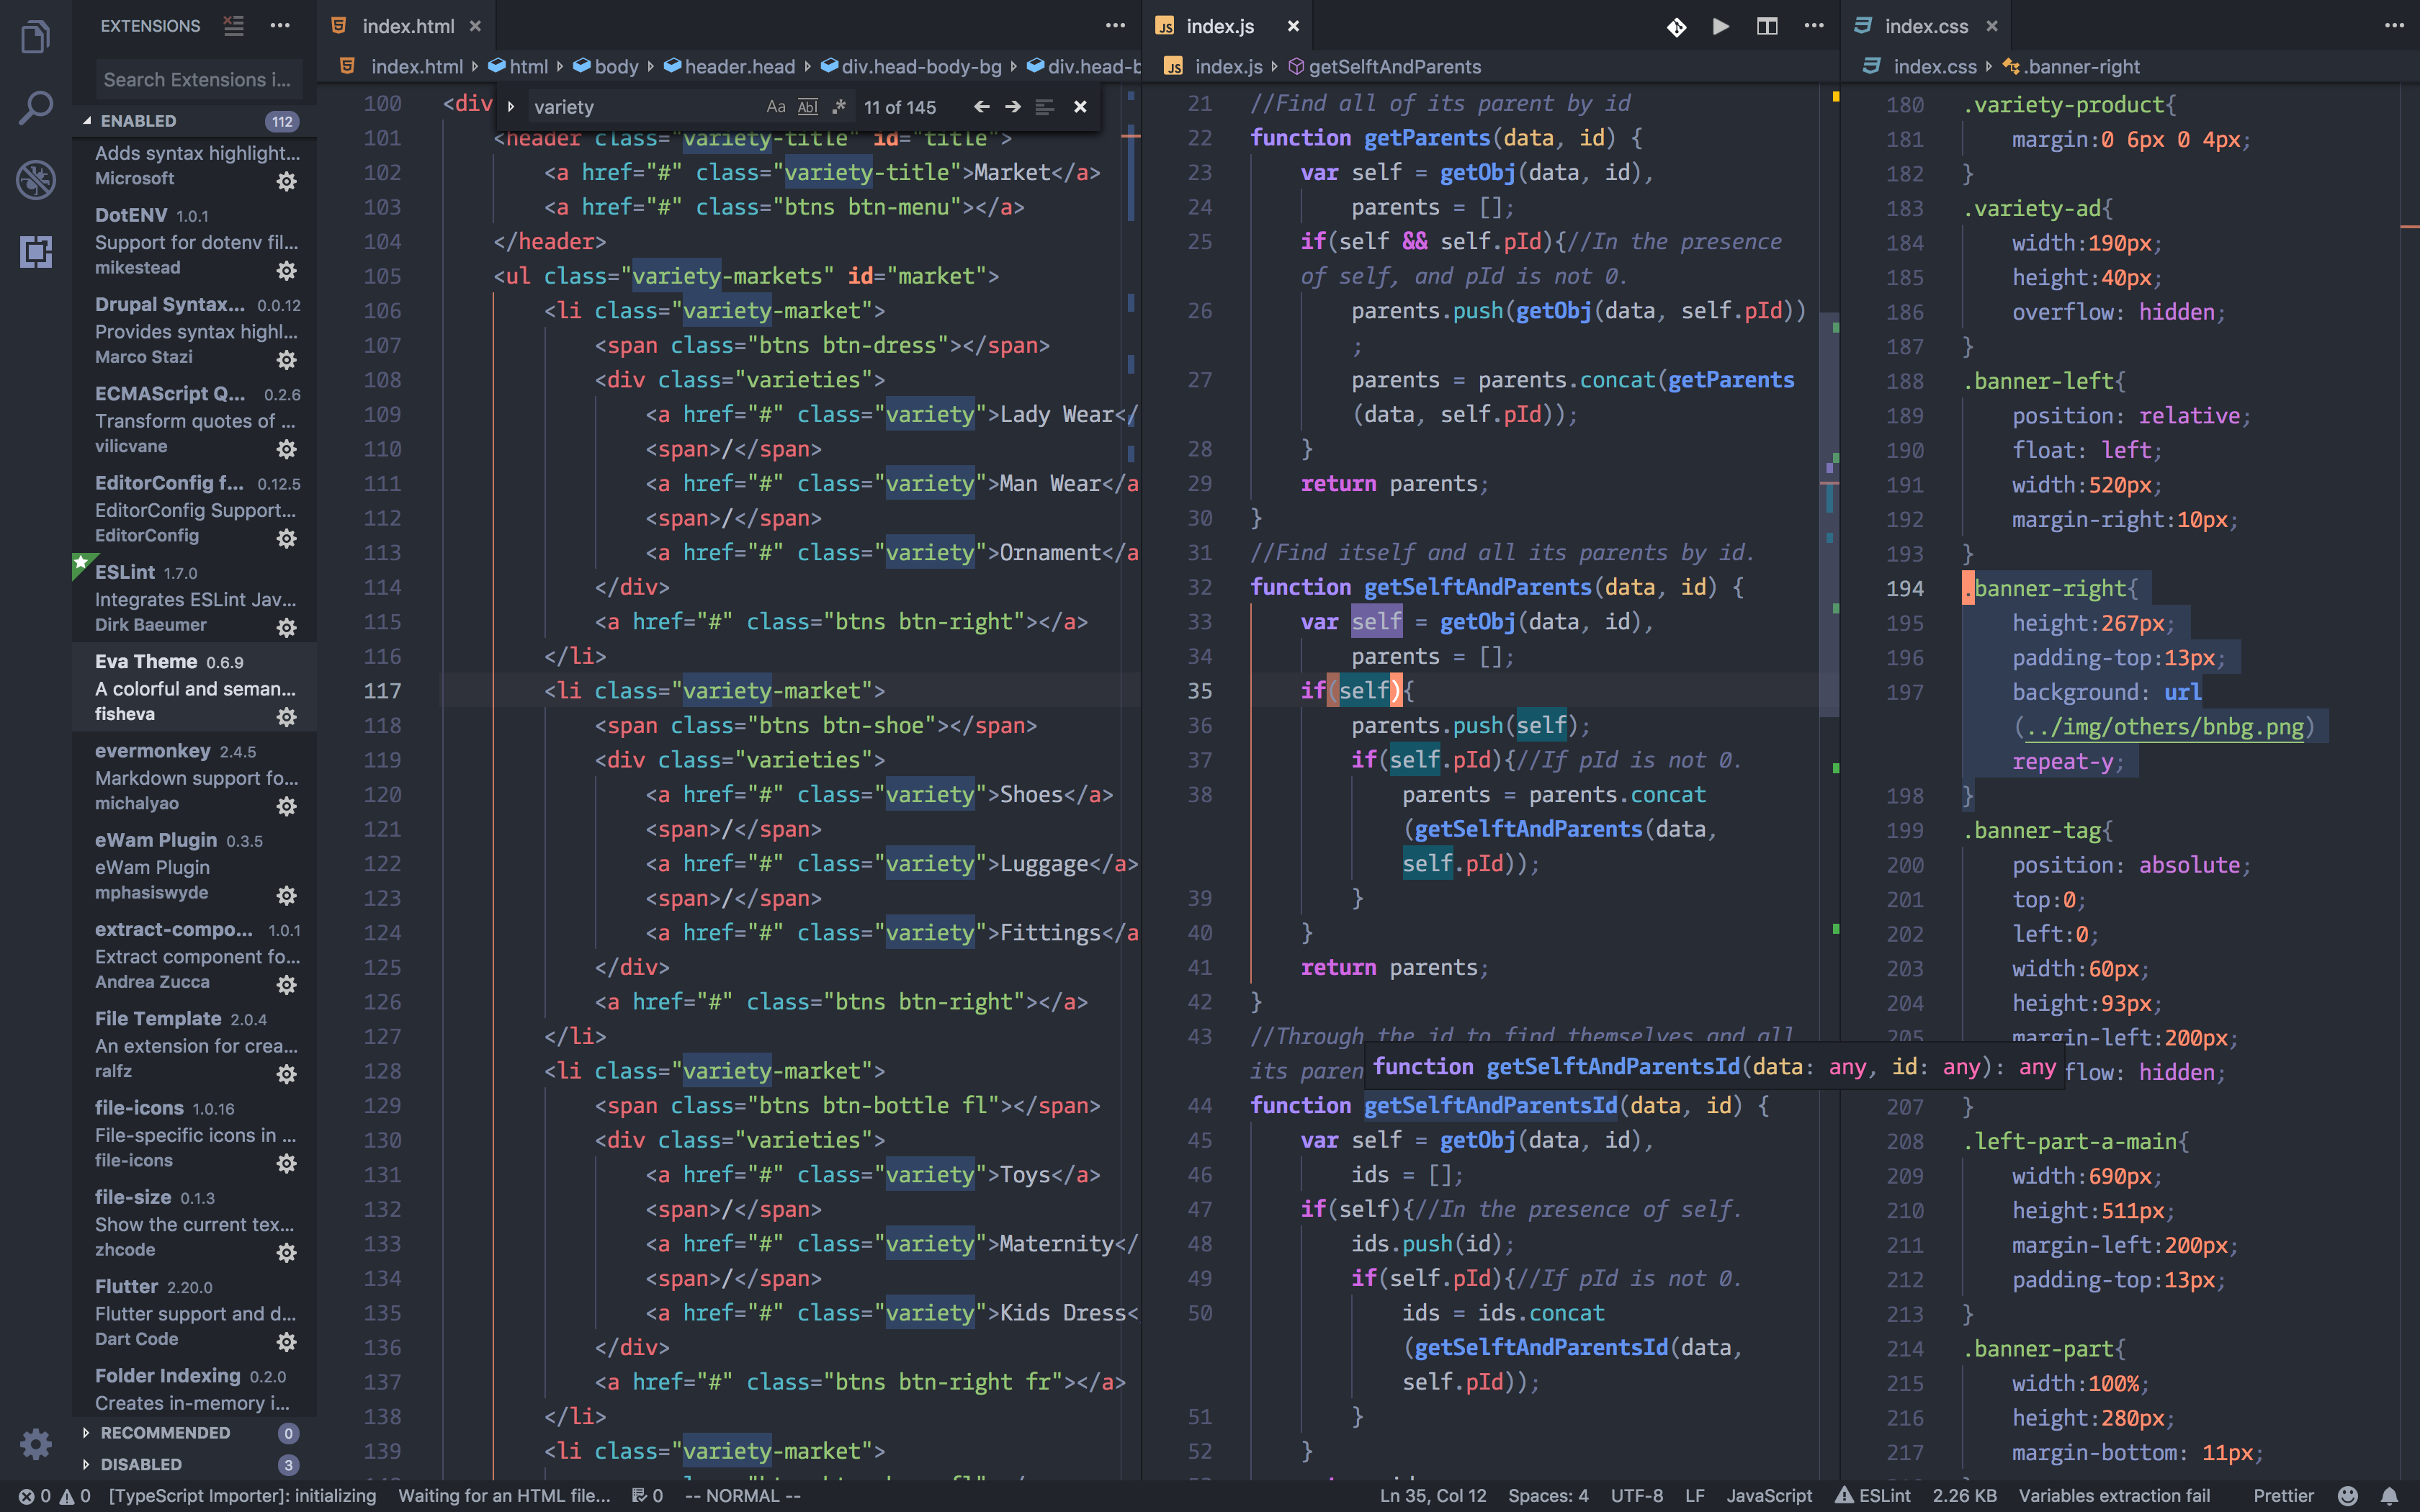 EXTENSIONS
Search Extensions i...
ENABLED 112
Adds syntax highlight...
Microsoft
DotENV 1.0.1
Support for dotenv fil...
mikestead
Drupal Syntax... 0.0.12
Provides syntax highl...
Marco Stazi
ECMAScript Q... 0.2.6
Transform quotes of ...
vilicvane
EditorConfig f... 0.12.5
EditorConfig Support...
EditorConfig
ESLint 1.7.0
Integrates ESLint Jav...
Dirk Baeumer
Eva Theme 0.6.9
A colorful and seman...
fisheva
evermonkey 2.4.5
Markdown support fo...
michalyao
eWam Plugin 0.3.5
eWam Plugin
mphasiswyde
extract-compo... 1.0.1
Extract component fo...
Andrea Zucca
File Template 2.0.4
An extension for crea...
ralfz
file-icons 1.0.16
File-specific icons in ...
file-icons
file-size 0.1.3
Show the current tex...
zhcode
Flutter 2.20.0
Flutter support and d...
Dart Code
Folder Indexing 0.2.0
Creates in-memory i...
RECOMMENDED 0
DISABLED 3
index.html
index.html html body header.head div.head-body-bg div.head-b
variety Aa Abl .* 11 of 145
100 <div
101 <header class="variety-title" id="title">
102 <a href="#" class="variety-title">Market</a>
103 <a href="#" class="btns btn-menu"></a>
104 </header>
105 <ul class="variety-markets" id="market">
106 <li class="variety-market">
107 <span class="btns btn-dress"></span>
108 <div class="varieties">
109 <a href="#" class="variety">Lady Wear</
110 <span>/</span>
111 <a href="#" class="variety">Man Wear</a
112 <span>/</span>
113 <a href="#" class="variety">Ornament</a
114 </div>
115 <a href="#" class="btns btn-right"></a>
116 </li>
117 <li class="variety-market">
118 <span class="btns btn-shoe"></span>
119 <div class="varieties">
120 <a href="#" class="variety">Shoes</a>
121 <span>/</span>
122 <a href="#" class="variety">Luggage</a>
123 <span>/</span>
124 <a href="#" class="variety">Fittings</a
125 </div>
126 <a href="#" class="btns btn-right"></a>
127 </li>
128 <li class="variety-market">
129 <span class="btns btn-bottle fl"></span>
130 <div class="varieties">
131 <a href="#" class="variety">Toys</a>
132 <span>/</span>
133 <a href="#" class="variety">Maternity</
134 <span>/</span>
135 <a href="#" class="variety">Kids Dress<
136 </div>
137 <a href="#" class="btns btn-right fr"></a>
138 </li>
139 <li class="variety-market">
index.js
index.js getSelftAndParents
21 //Find all of its parent by id
22 function getParents(data, id) {
23 var self = getObj(data, id),
24 parents = [];
25 if(self && self.pId){//In the presence
of self, and pId is not 0.
26 parents.push(getObj(data, self.pId))
;
27 parents = parents.concat(getParents
(data, self.pId));
28 }
29 return parents;
30 }
31 //Find itself and all its parents by id.
32 function getSelftAndParents(data, id) {
33 var self = getObj(data, id),
34 parents = [];
35 if(self){
36 parents.push(self);
37 if(self.pId){//If pId is not 0.
38 parents = parents.concat
(getSelftAndParents(data,
self.pId));
39 }
40 }
41 return parents;
42 }
43 //Through the id to find themselves and all
its paren
function getSelftAndParentsId(data: any, id: any): any
44 function getSelftAndParentsId(data, id) {
45 var self = getObj(data, id),
46 ids = [];
47 if(self){//In the presence of self.
48 ids.push(id);
49 if(self.pId){//If pId is not 0.
50 ids = ids.concat
(getSelftAndParentsId(data,
self.pId));
51 }
52 }
index.css
index.css .banner-right
180 .variety-product{
181 margin:0 6px 0 4px;
182 }
183 .variety-ad{
184 width:190px;
185 height:40px;
186 overflow: hidden;
187 }
188 .banner-left{
189 position: relative;
190 float: left;
191 width:520px;
192 margin-right:10px;
193 }
194 .banner-right{
195 height:267px;
196 padding-top:13px;
197 background: url
(../img/others/bnbg.png)
repeat-y;
198 }
199 .banner-tag{
200 position: absolute;
201 top:0;
202 left:0;
203 width:60px;
204 height:93px;
205 margin-left:200px;
flow: hidden;
207 }
208 .left-part-a-main{
209 width:690px;
210 height:511px;
211 margin-left:200px;
212 padding-top:13px;
213 }
214 .banner-part{
215 width:100%;
216 height:280px;
217 margin-bottom: 11px;
0 0 [TypeScript Importer]: initializing Waiting for an HTML file... 0 -- NORMAL -- Ln 35, Col 12 Spaces: 4 UTF-8 LF JavaScript ESLint 2.26 KB Variables extraction fail Prettier